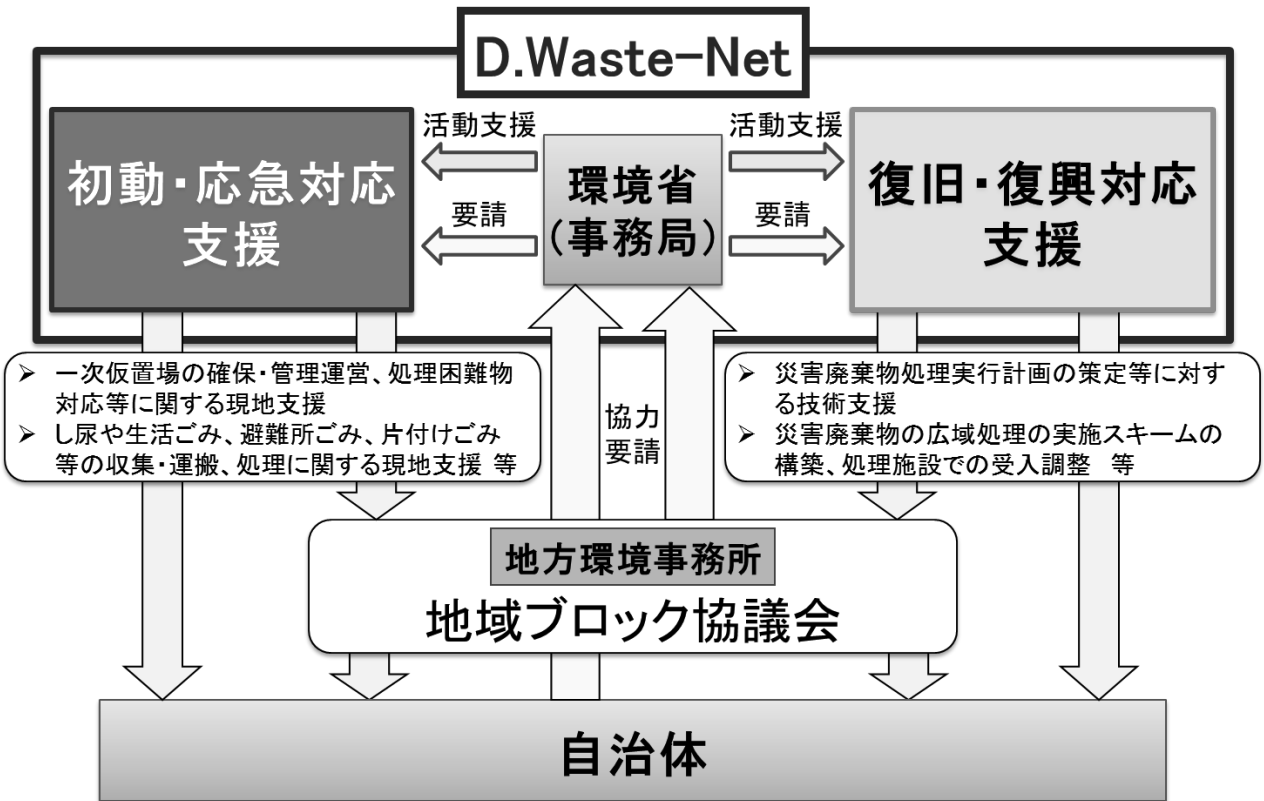 D.Waste-Net
初動・応急対応
支援
活動支援
要請
環境省
(事務局)
活動支援
要請
復旧・復興対応
支援
➢ 一次仮置場の確保・管理運営、処理困難物
対応等に関する現地支援
➢ し尿や生活ごみ、避難所ごみ、片付けごみ
等の収集・運搬、処理に関する現地支援 等
協力
要請
➢ 災害廃棄物処理実行計画の策定等に対す
る技術支援
➢ 災害廃棄物の広域処理の実施スキームの
構築、処理施設での受入調整 等
地方環境事務所
地域ブロック協議会
自治体